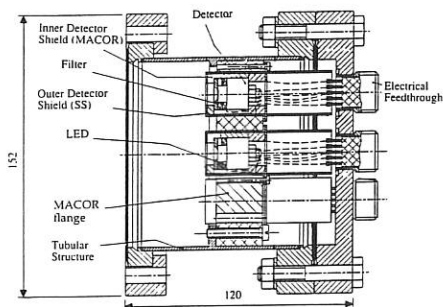 Detector
Inner Detector
Shield (MACOR)
Filter
Outer Detector
Shield (SS)
LED
MACOR
flange
Tubular
Structure
Electrical
Feedthrough
152
120